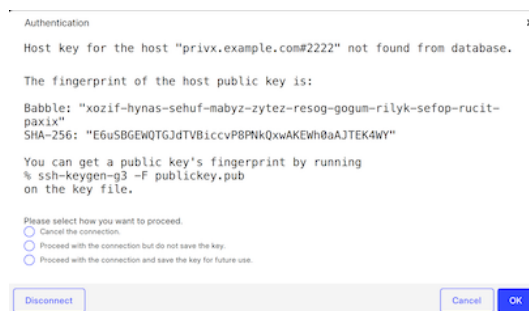 Authentication
Host key for the host "privx.example.com#2222" not found from database.
The fingerprint of the host public key is:
Babble: "xozif-hynas-sehuf-mabyz-zytez-resog-gogum-rilyk-sefop-rucit-
paxix"
SHA-256: "E6uSBGEWQTGJdTVBiccvP8PNkQxwAKEWh0aAJTEK4WY"
You can get a public key's fingerprint by running
% ssh-keygen-g3 -F publickey.pub
on the key file.
Please select how you want to proceed.
Cancel the connection.
Proceed with the connection but do not save the key.
Proceed with the connection and save the key for future use.
Disconnect
Cancel
OK